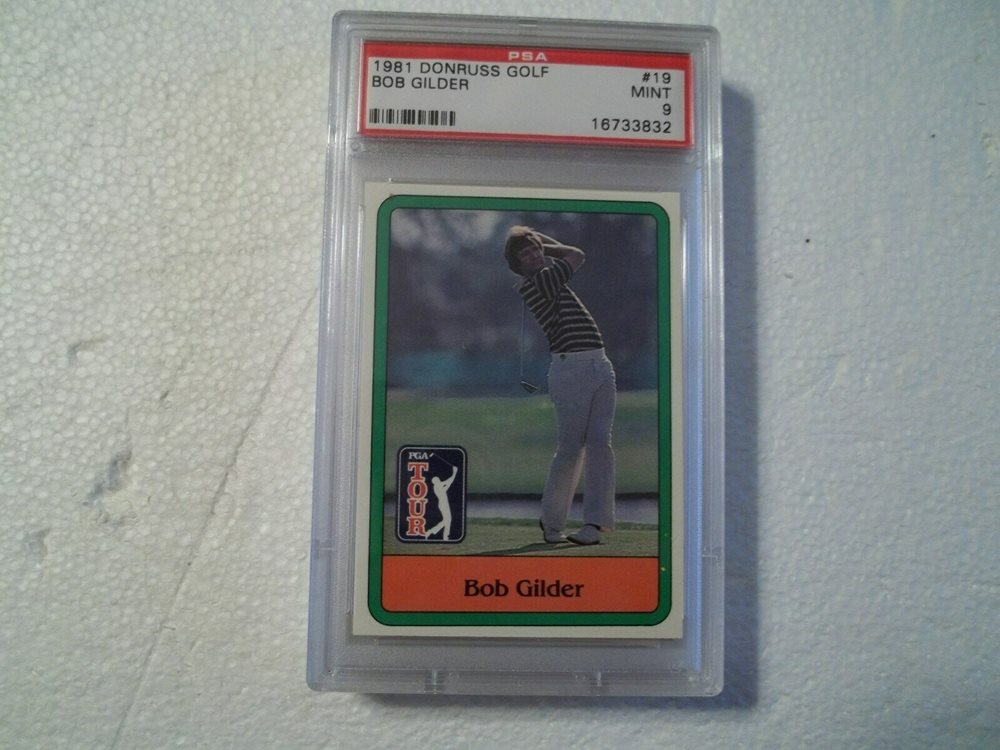 PSA
1981 DONRUSS GOLF #19
BOB GILDER MINT
9
16733832
PGA
TOUR
Bob Gilder